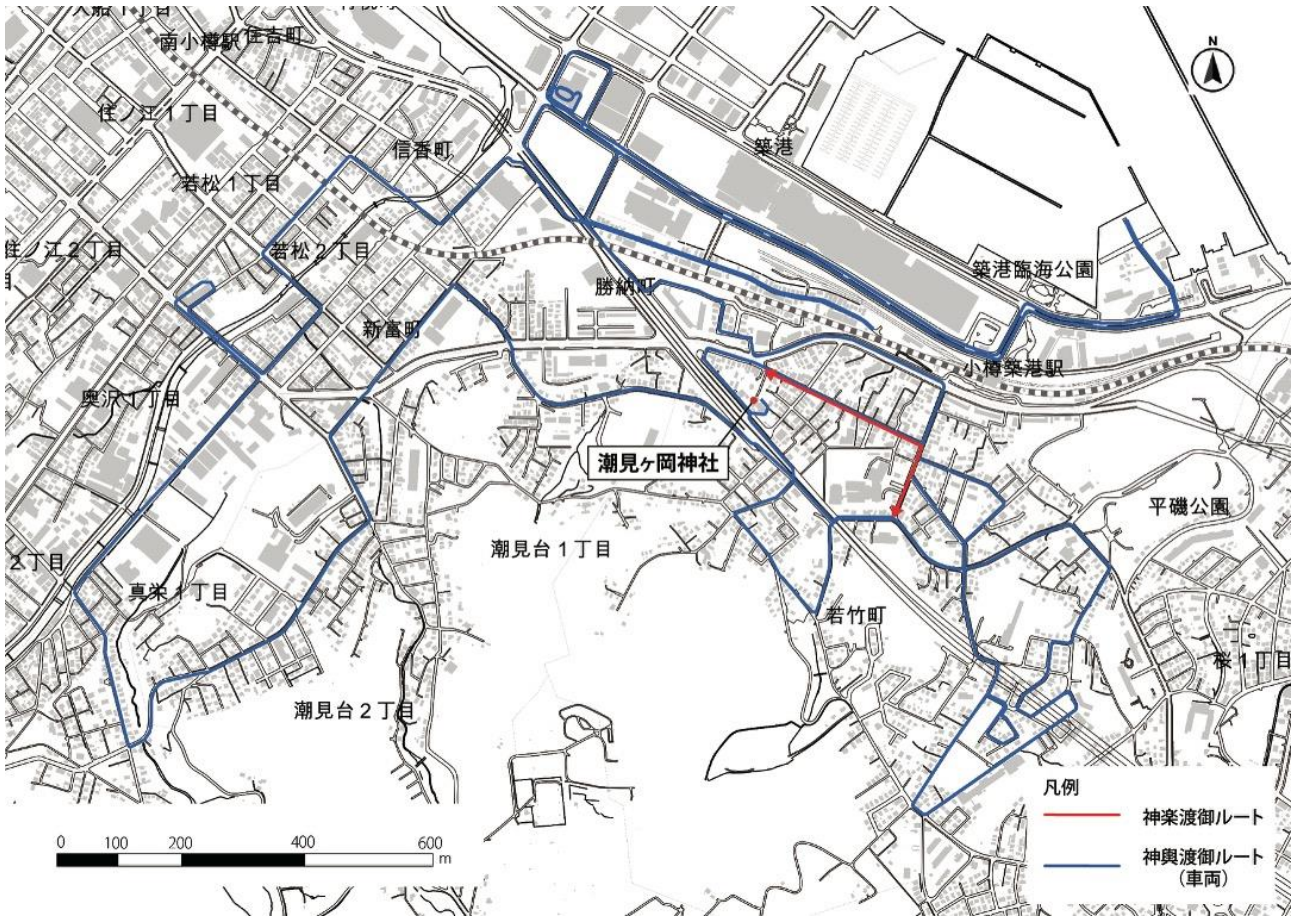 入船1丁目
南小樽駅
住吉町
N
住ノ江1丁目
信香町
築港
若松1丁目
住ノ江2丁目
若松2丁目
築港臨海公園
勝納町
新富町
小樽築港駅
奥沢1丁目
潮見ヶ岡神社
平磯公園
潮見台1丁目
2丁目
真栄1丁目
若竹町
桜1丁目
潮見台2丁目
凡例
神楽渡御ルート
神輿渡御ルート
(車両)
0 100 200 400 600
m